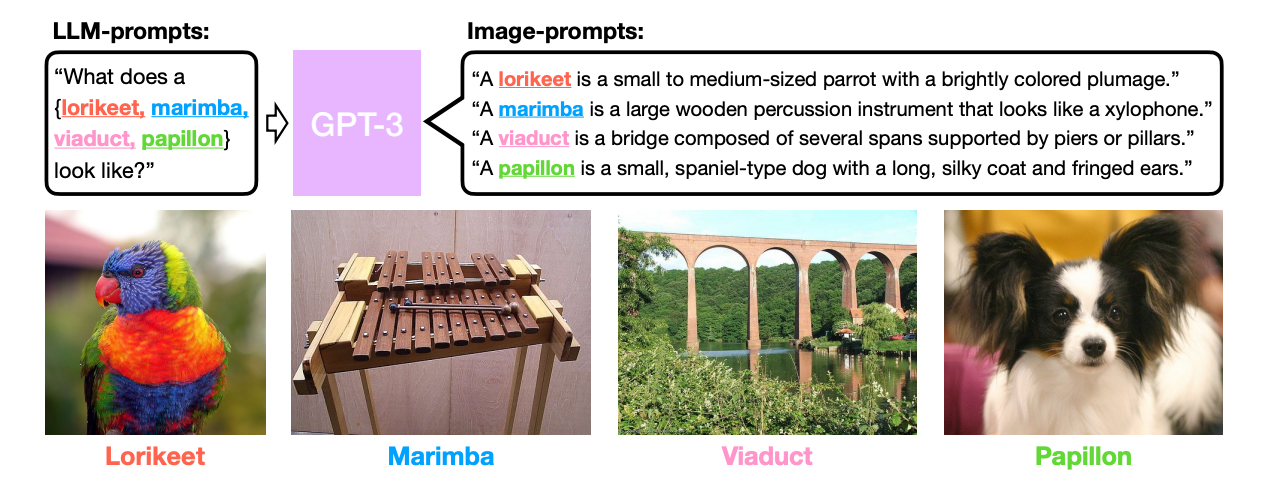 LLM-prompts:
“What does a
{lorikeet, marimba,
viaduct, papillon}
look like?”
GPT-3
Image-prompts:
“A lorikeet is a small to medium-sized parrot with a brightly colored plumage.”
“A marimba is a large wooden percussion instrument that looks like a xylophone.”
“A viaduct is a bridge composed of several spans supported by piers or pillars.”
“A papillon is a small, spaniel-type dog with a long, silky coat and fringed ears.”
Lorikeet
Marimba
Viaduct
Papillon